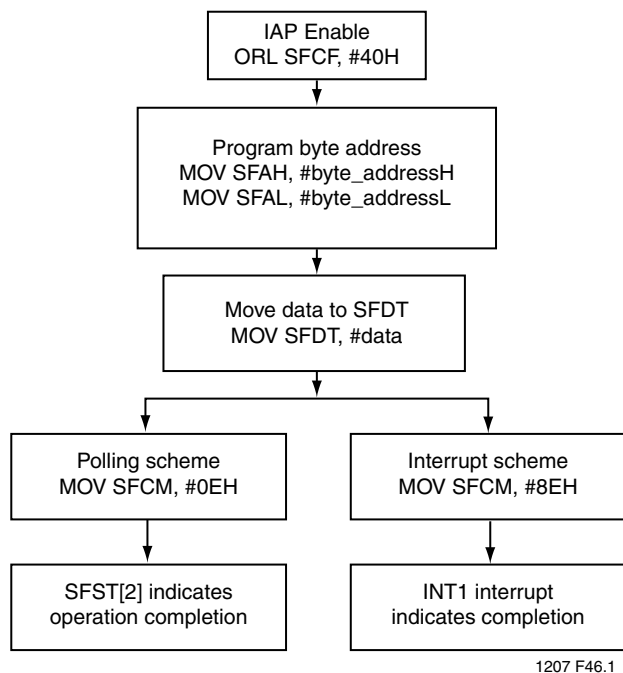 IAP Enable
ORL SFCF, #40H
Program byte address
MOV SFAH, #byte_addressH
MOV SFAL, #byte_addressL
Move data to SFDT
MOV SFDT, #data
Polling scheme
MOV SFCM, #0EH
Interrupt scheme
MOV SFCM, #8EH
SFST[2] indicates
operation completion
INT1 interrupt
indicates completion
1207 F46.1